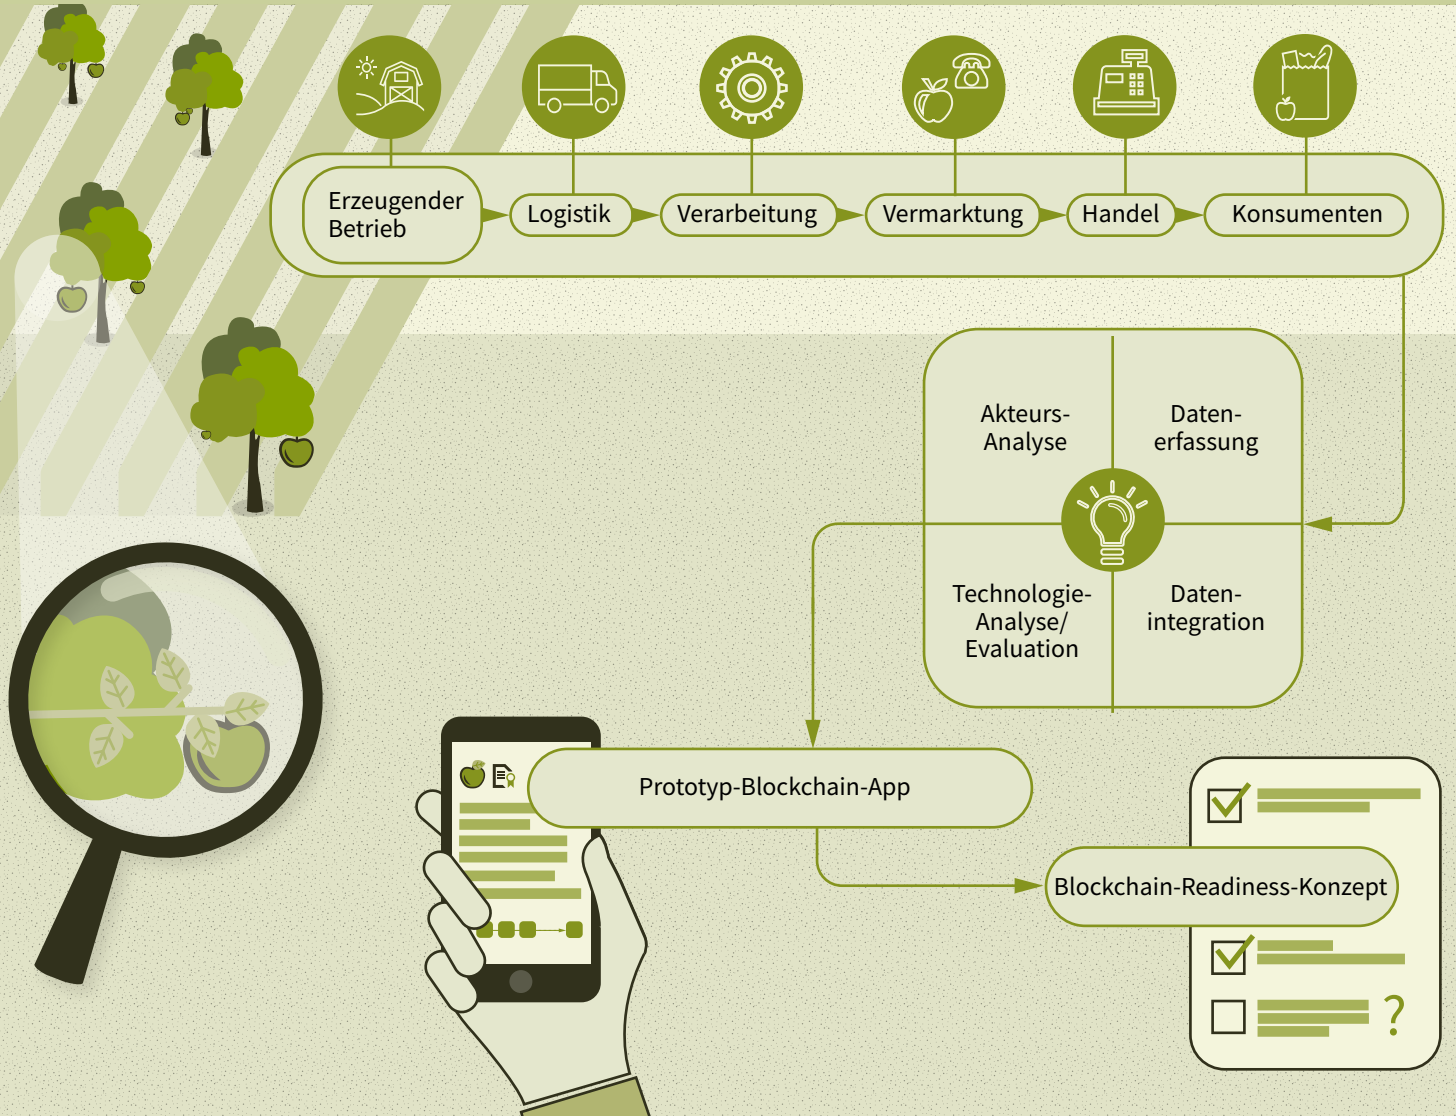 Erzeugender
Betrieb
Logistik
Verarbeitung
Vermarktung
Handel
Konsumenten
Akteurs-
Analyse
Daten-
erfassung
Technologie-
Analyse/
Evaluation
Daten-
integration
Prototyp-Blockchain-App
Blockchain-Readiness-Konzept
?